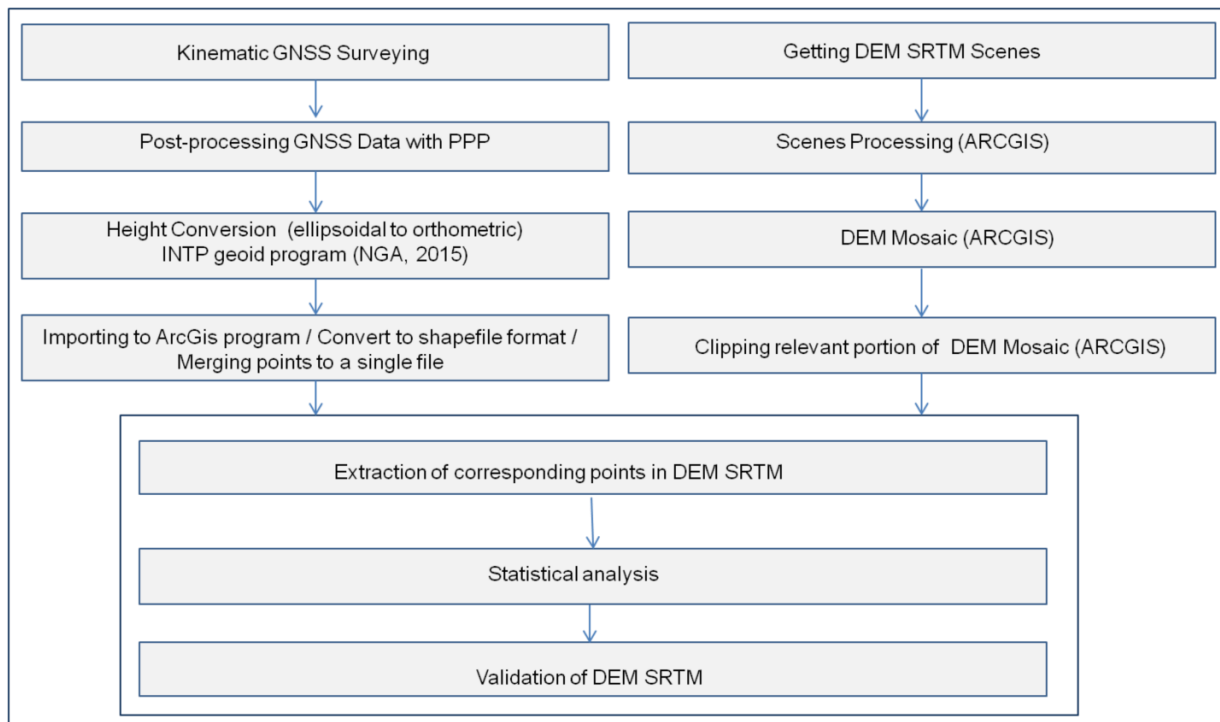 Kinematic GNSS Surveying
Post-processing GNSS Data with PPP
Height Conversion (ellipsoidal to orthometric)
INTP geoid program (NGA, 2015)
Importing to ArcGis program / Convert to shapefile format /
Merging points to a single file
Getting DEM SRTM Scenes
Scenes Processing (ARCGIS)
DEM Mosaic (ARCGIS)
Clipping relevant portion of DEM Mosaic (ARCGIS)
Extraction of corresponding points in DEM SRTM
Statistical analysis
Validation of DEM SRTM